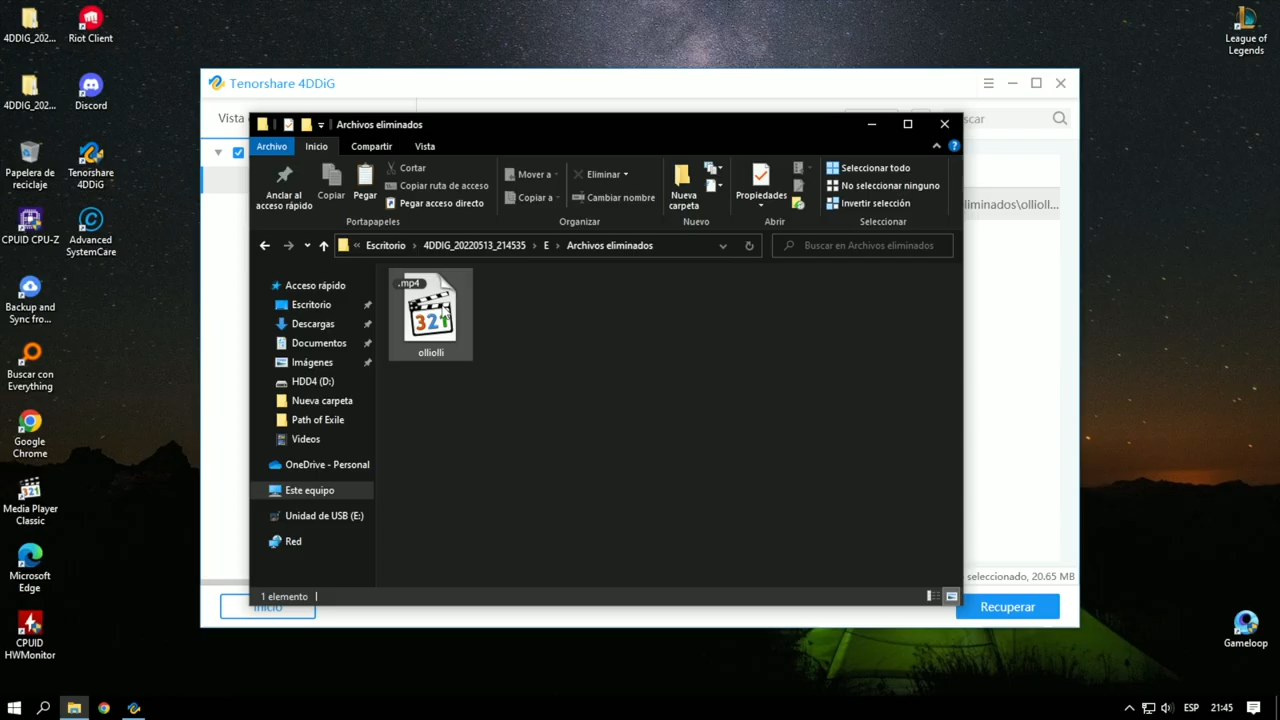 4DDIG_202...
Riot Client
4DDIG_202...
Discord
Papelera de
reciclaje
Tenorshare
4DDiG
CPUID CPU-Z
Advanced
SystemCare
Backup and
Sync fro...
Buscar con
Everything
Google
Chrome
321
Media Player
Classic
Microsoft
Edge
CPUID
HWMonitor
League of
Legends
Gameloop
Tenorshare 4DDiG
Vista
scar
Archivos eliminados
Archivo
Inicio
Compartir
Vista
Anclar al
acceso rápido
Copiar
Pegar
Cortar
Copiar ruta de acceso
Pegar acceso directo
Portapapeles
Mover a
Copiar a
Eliminar
Cambiar nombre
Organizar
Nueva
carpeta
Nuevo
Propiedades
Abrir
Seleccionar todo
No seleccionar ninguno
Invertir selección
Seleccionar
« Escritorio › 4DDIG_20220513_214535 › E › Archivos eliminados
Buscar en Archivos eliminados
Acceso rápido
Escritorio
Descargas
Documentos
Imágenes
HDD4 (D:)
Nueva carpeta
Path of Exile
Videos
OneDrive - Personal
Este equipo
Unidad de USB (E:)
Red
.mp4
321
olliolli
1 elemento
liminados\ollioll...
seleccionado, 20.65 MB
Inicio
Recuperar
ESP
21:45